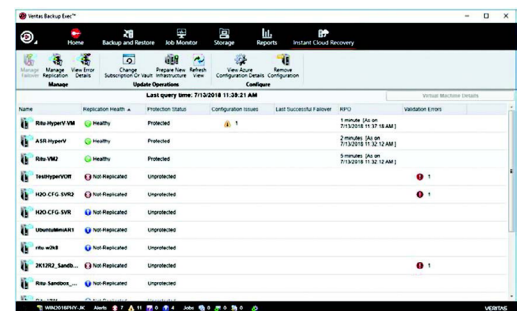 Veritas Backup Exec™
Home Backup and Restore Job Monitor Storage Reports Instant Cloud Recovery
Manage Failover Manage Replication View Error Details Change Subscription Or Vault Prepare New Infrastructure Refresh View View Azure Configuration Details Remove Configuration
Manage Update Operations Configure
Last query time: 7/13/2018 11:39:21 AM Virtual Machine Details
Name Replication Health Protection Status Configuration Issues Last Successful Failover RPO Validation Errors
Ritu-HyperV-VM Healthy Protected 1 1 minute [As on 7/13/2018 11:37:18 AM ]
ASR-HyperV Healthy Protected 2 minutes [As on 7/13/2018 11:32:12 AM ]
Ritu-VM2 Healthy Protected 5 minutes [As on 7/13/2018 11:32:12 AM ]
TestHyperVOff Not-Replicated Unprotected 1
H2O-CFG-SVR2 Not-Replicated Unprotected 1
H2O-CFG-SVR Not-Replicated Unprotected
UbuntuMiniAR1 Not-Replicated Unprotected
ritu-w2k8 Not-Replicated Unprotected
2K12R2_Sandb... Not-Replicated Unprotected 1
Ritu-Sandbox_... Not-Replicated Unprotected
Alerts 7 11 0 4 Jobs 0 0 0 VERITAS